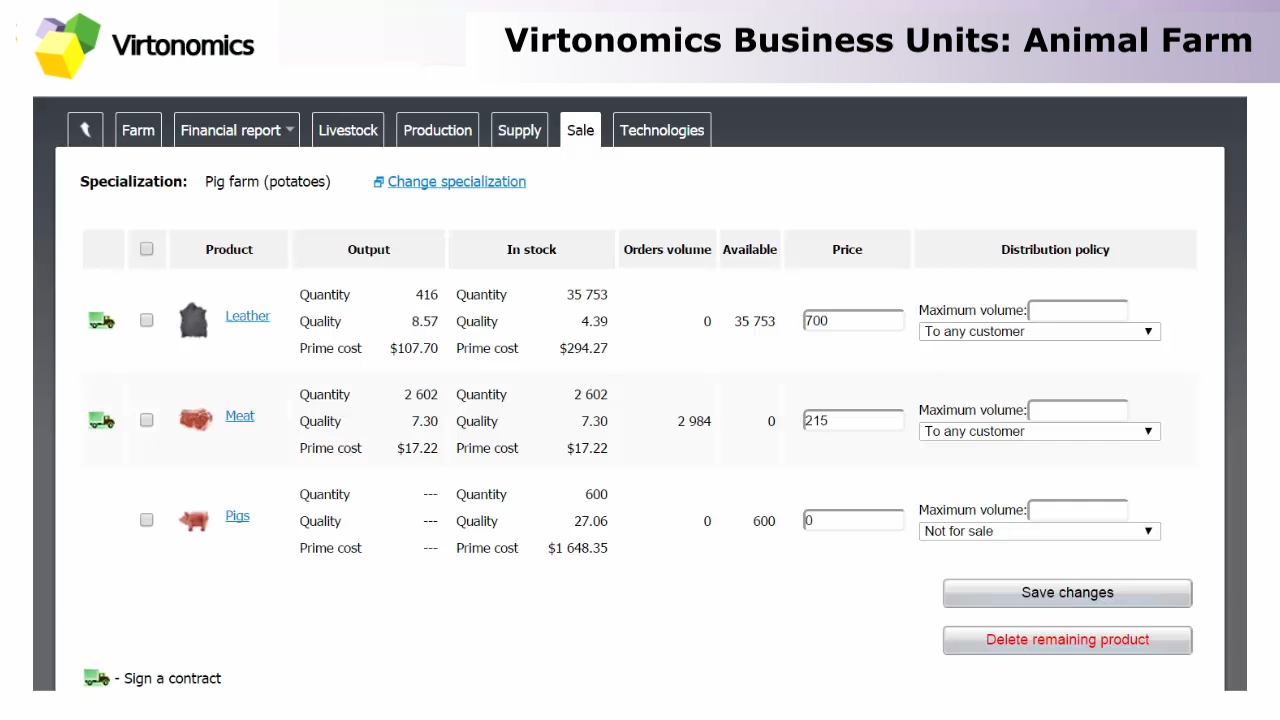 Virtonomics
Virtonomics Business Units: Animal Farm
Farm Financial report Livestock Production Supply Sale Technologies
Specialization: Pig farm (potatoes) Change specialization
Product Output In stock Orders volume Available Price Distribution policy
Quantity 416 Quantity 35 753
Leather Quality 8.57 Quality 4.39 0 35 753 700 Maximum volume:
Prime cost $107.70 Prime cost $294.27 To any customer
Quantity 2 602 Quantity 2 602
Meat Quality 7.30 Quality 7.30 2 984 0 215 Maximum volume:
Prime cost $17.22 Prime cost $17.22 To any customer
Quantity --- Quantity 600
Pigs Quality --- Quality 27.06 0 600 0 Maximum volume:
Prime cost --- Prime cost $1 648.35 Not for sale
Save changes
Delete remaining product
- Sign a contract